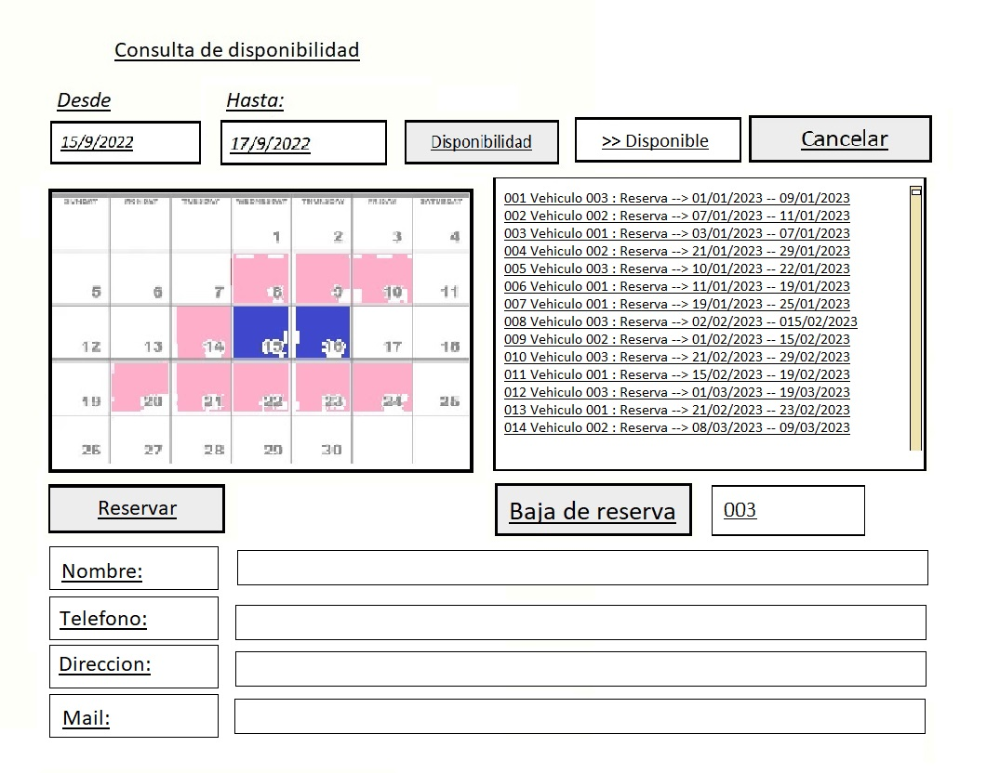 Consulta de disponibilidad
Desde
Hasta:
15/9/2022
17/9/2022
Disponibilidad
>> Disponible
Cancelar
SUNDAY MONDAY TUESDAY WEDNESDAY THURSDAY FRIDAY SATURDAY
1 2 3 4
5 6 7 8 9 10 11
12 13 14 15 16 17 18
19 20 21 22 23 24 25
26 27 28 29 30
001 Vehiculo 003 : Reserva --> 01/01/2023 -- 09/01/2023
002 Vehiculo 002 : Reserva --> 07/01/2023 -- 11/01/2023
003 Vehiculo 001 : Reserva --> 03/01/2023 -- 07/01/2023
004 Vehiculo 002 : Reserva --> 21/01/2023 -- 29/01/2023
005 Vehiculo 003 : Reserva --> 10/01/2023 -- 22/01/2023
006 Vehiculo 001 : Reserva --> 11/01/2023 -- 19/01/2023
007 Vehiculo 001 : Reserva --> 19/01/2023 -- 25/01/2023
008 Vehiculo 003 : Reserva --> 02/02/2023 -- 015/02/2023
009 Vehiculo 002 : Reserva --> 01/02/2023 -- 15/02/2023
010 Vehiculo 003 : Reserva --> 21/02/2023 -- 29/02/2023
011 Vehiculo 001 : Reserva --> 15/02/2023 -- 19/02/2023
012 Vehiculo 003 : Reserva --> 01/03/2023 -- 19/03/2023
013 Vehiculo 001 : Reserva --> 21/02/2023 -- 23/02/2023
014 Vehiculo 002 : Reserva --> 08/03/2023 -- 09/03/2023
Reservar
Baja de reserva
003
Nombre:
Telefono:
Direccion:
Mail: